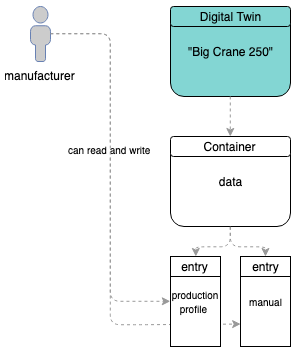 Digital Twin
"Big Crane 250"
manufacturer
can read and write
Container
data
entry
production
profile
entry
manual